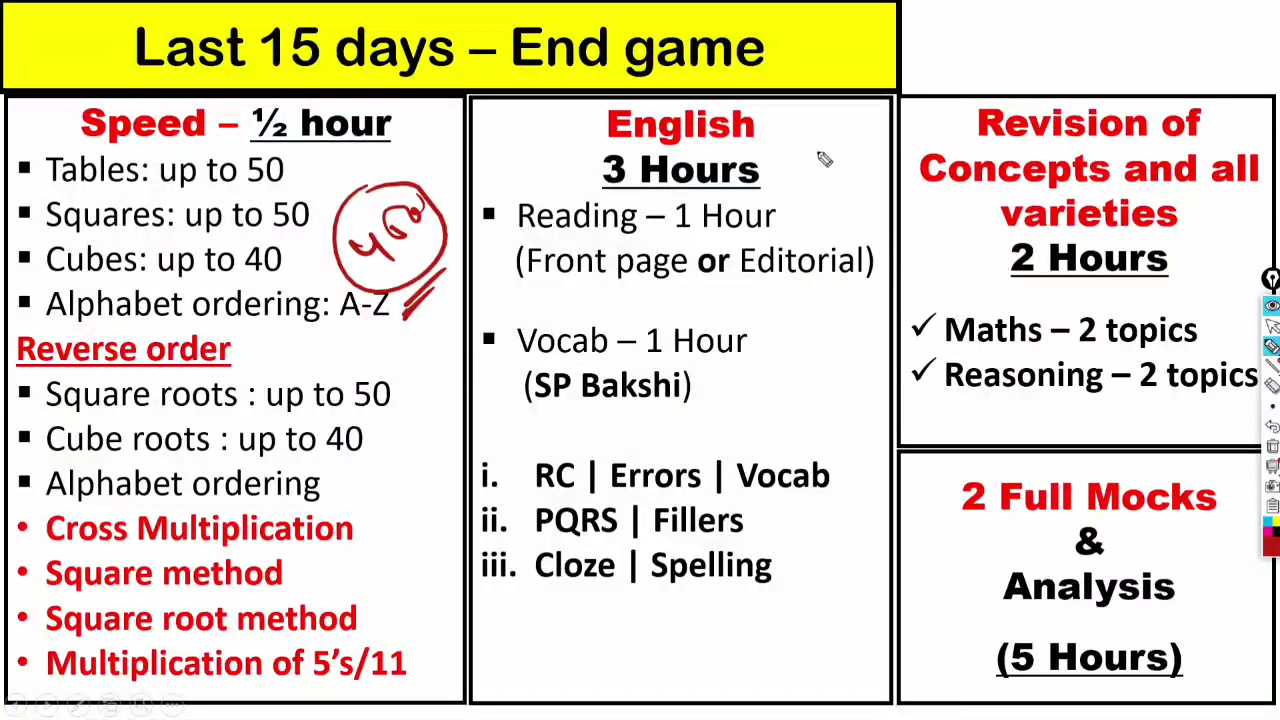 Last 15 days – End game
Speed – ½ hour
▪ Tables: up to 50
▪ Squares: up to 50
▪ Cubes: up to 40
▪ Alphabet ordering: A-Z
Reverse order
▪ Square roots : up to 50
▪ Cube roots : up to 40
▪ Alphabet ordering
• Cross Multiplication
• Square method
• Square root method
• Multiplication of 5’s/11
English
3 Hours
▪ Reading – 1 Hour
(Front page or Editorial)
▪ Vocab – 1 Hour
(SP Bakshi)
i. RC | Errors | Vocab
ii. PQRS | Fillers
iii. Cloze | Spelling
Revision of
Concepts and all
varieties
2 Hours
✓ Maths – 2 topics
✓ Reasoning – 2 topics
2 Full Mocks
&
Analysis
(5 Hours)